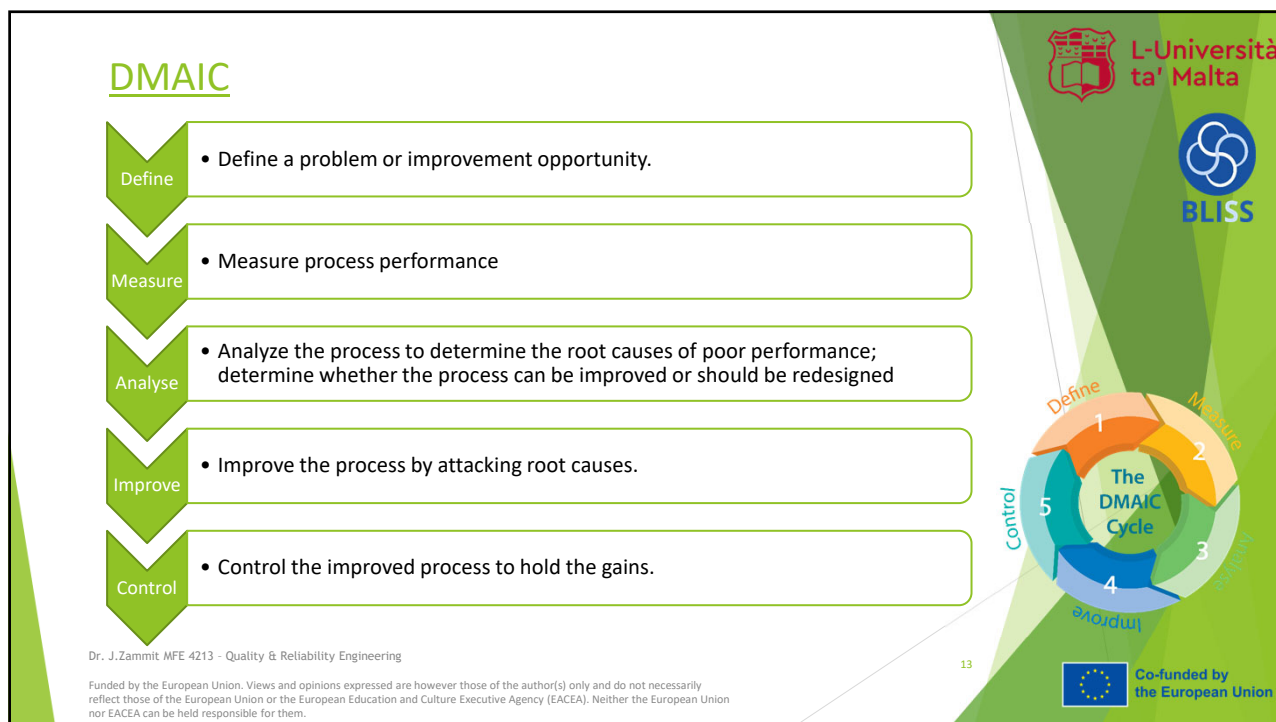 DMAIC
Define
• Define a problem or improvement opportunity.
Measure
• Measure process performance
Analyse
• Analyze the process to determine the root causes of poor performance;
determine whether the process can be improved or should be redesigned
Improve
• Improve the process by attacking root causes.
Control
• Control the improved process to hold the gains.
L-Università
ta' Malta
BLISS
Define
Measure
Analyse
Improve
Control
1
2
3
4
5
The
DMAIC
Cycle
Dr. J.Zammit MFE 4213 – Quality & Reliability Engineering
13
Funded by the European Union. Views and opinions expressed are however those of the author(s) only and do not necessarily
reflect those of the European Union or the European Education and Culture Executive Agency (EACEA). Neither the European Union
nor EACEA can be held responsible for them.
Co-funded by
the European Union